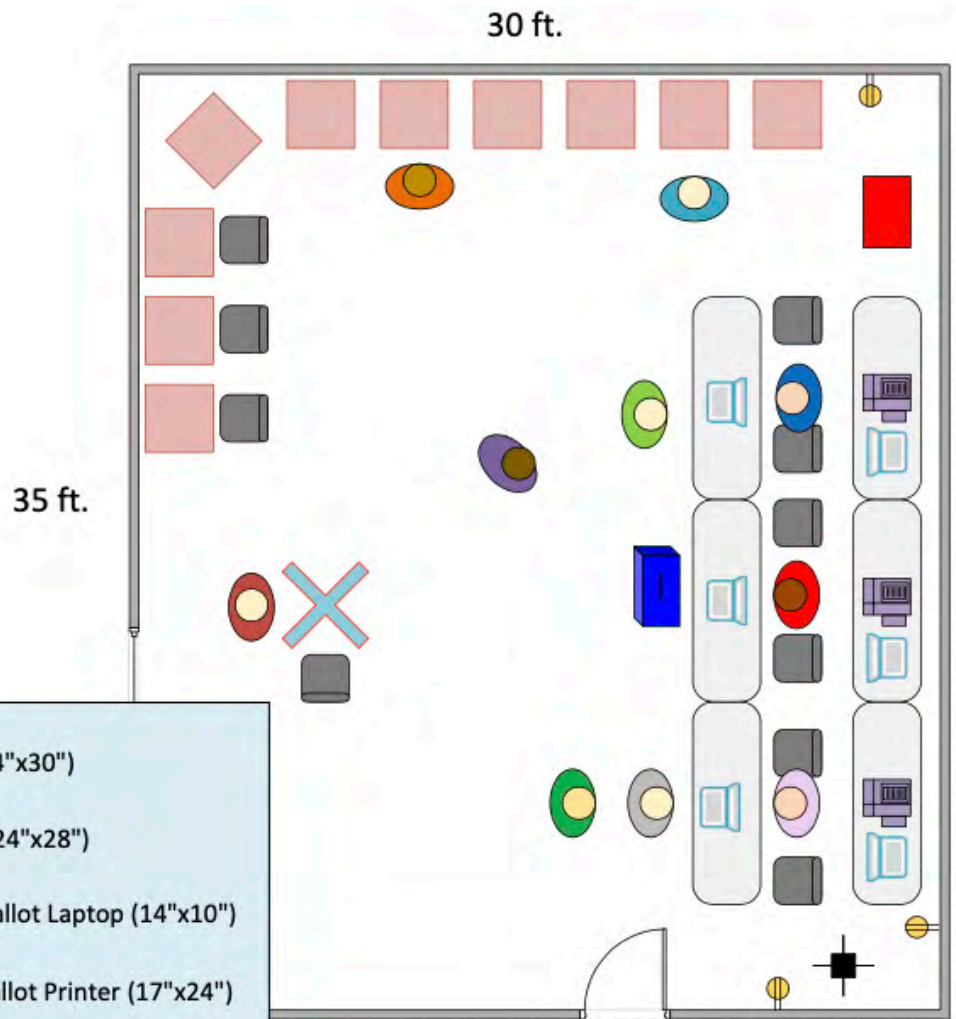 30 ft.
35 ft.
4"x30")
24"x28")
allot Laptop (14"x10")
llot Printer (17"x24")